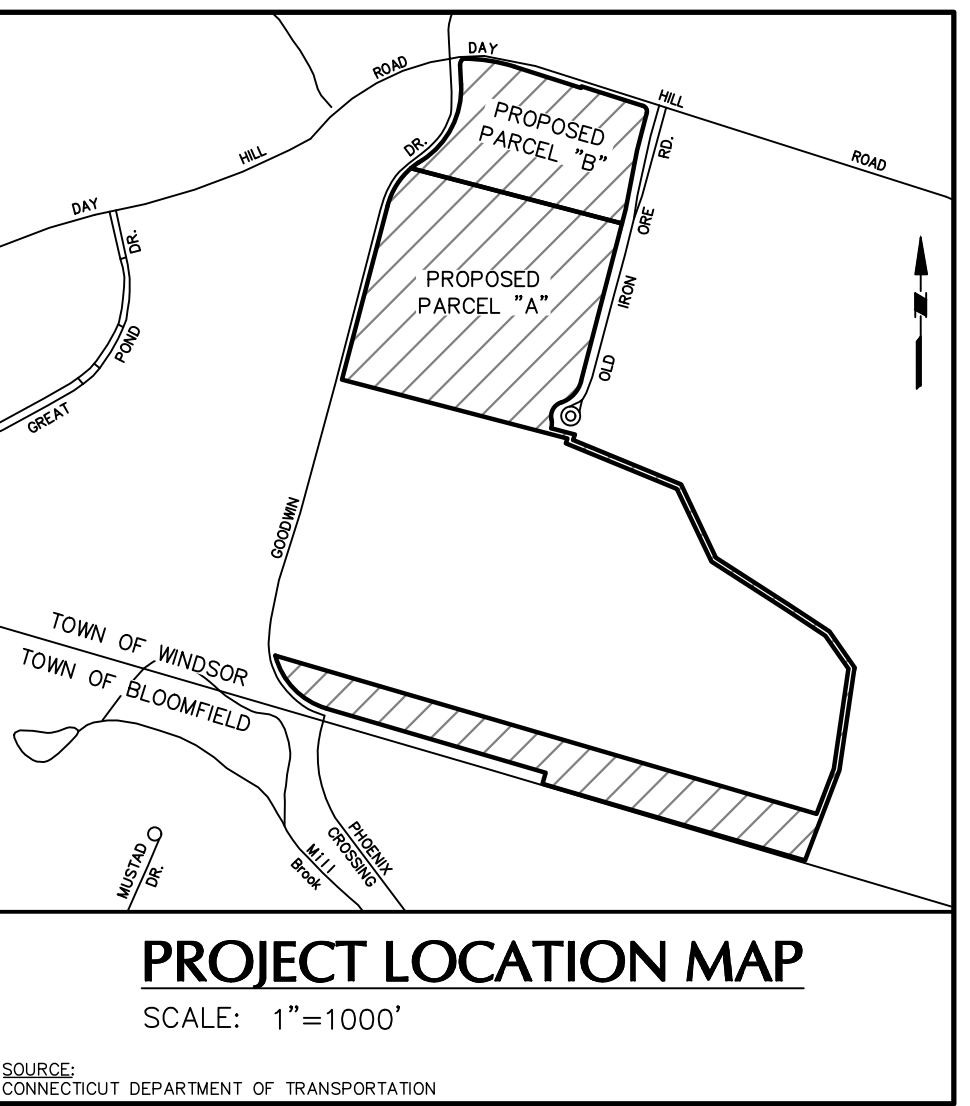 DAY
ROAD
HILL
DAY
HILL
ROAD
DR.
PROPOSED
PARCEL "B"
RD.
ORE
IRON
OLD
PROPOSED
PARCEL "A"
DR.
POND
GREAT
GOODWIN
TOWN OF WINDSOR
TOWN OF BLOOMFIELD
MUSTAD
DR.
Mill
Brook
PHOENIX
CROSSING
N
PROJECT LOCATION MAP
SCALE: 1"=1000'
SOURCE:
CONNECTICUT DEPARTMENT OF TRANSPORTATION